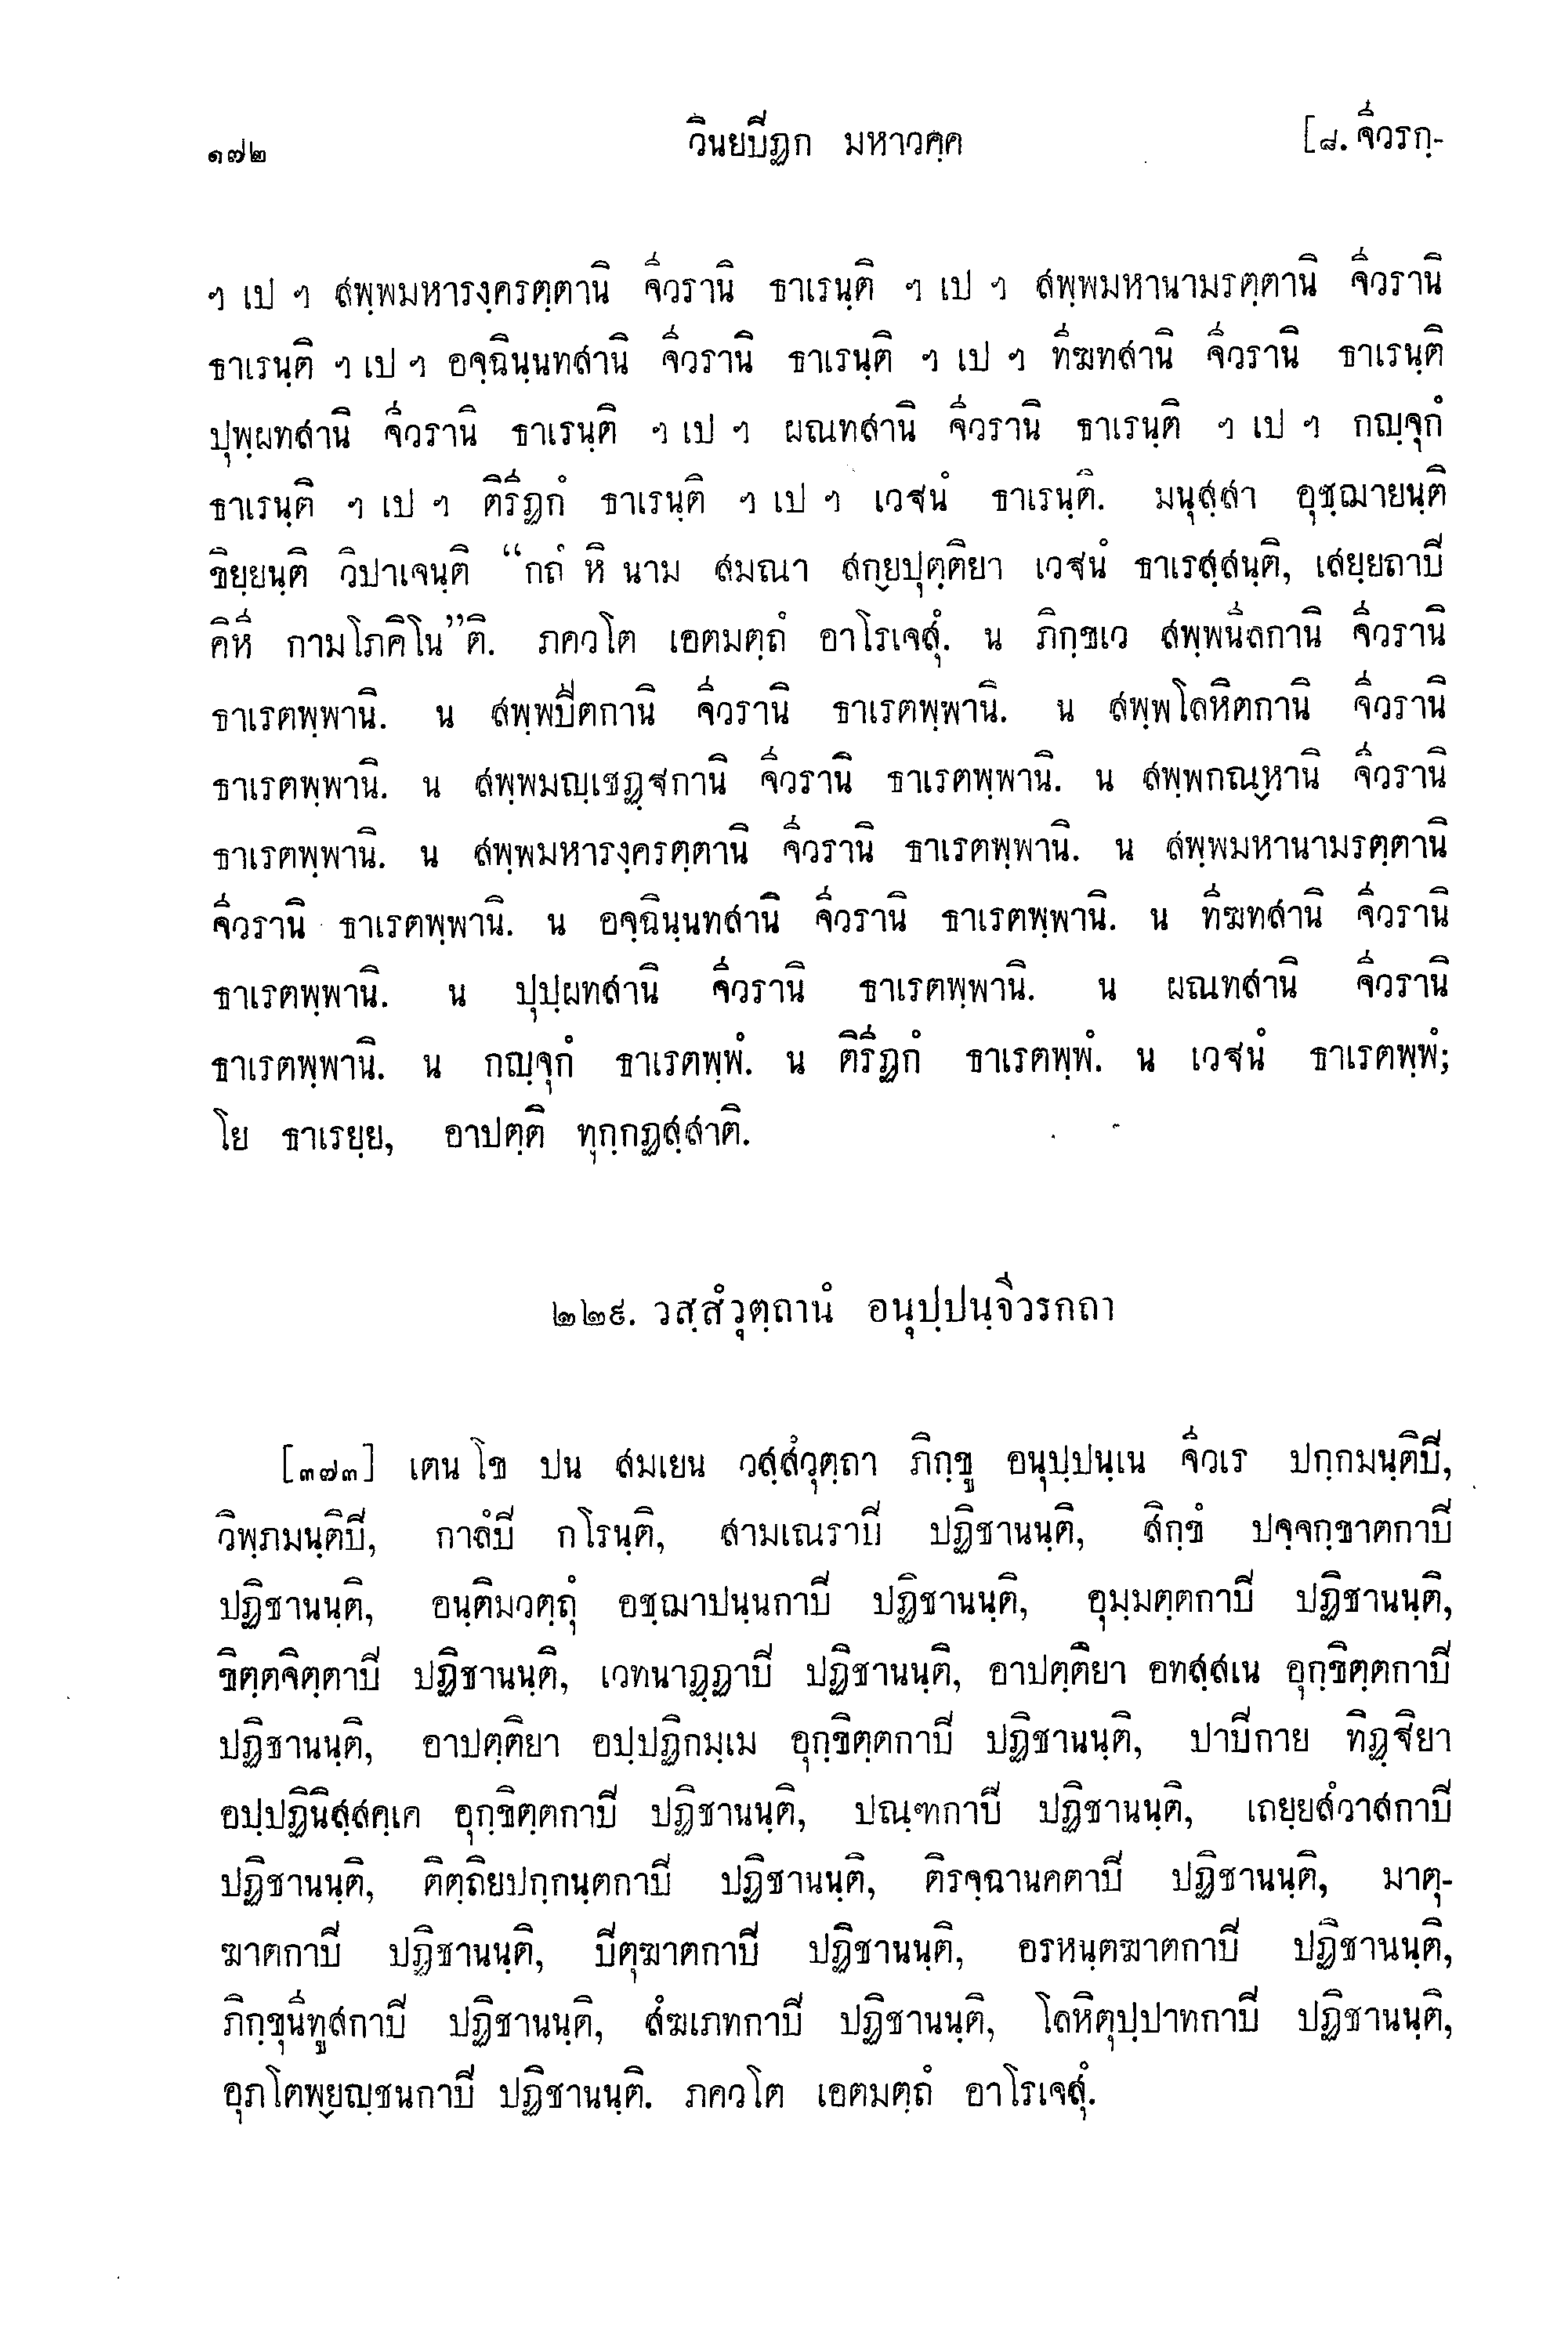 ๑๗๒ วินยปิฏก มหาวคฺค [๘. จีวรกฺ-
ฯ เป ฯ สพฺพมหารงฺครตฺตานิ จีวรานิ ธาเรนฺติ ฯ เป ฯ สพฺพมหานามรตฺตานิ จีวรานิ
ธาเรนฺติ ฯ เป ฯ อจฺฉินฺนทสานิ จีวรานิ ธาเรนฺติ ฯ เป ฯ ทีฆทสานิ จีวรานิ ธาเรนฺติ
ปุพฺผทสานิ จีวรานิ ธาเรนฺติ ฯ เป ฯ ผณทสานิ จีวรานิ ธาเรนฺติ ฯ เป ฯ กญฺจุกํ
ธาเรนฺติ ฯ เป ฯ ติรีฏกํ ธาเรนฺติ ฯ เป ฯ เวฐนํ ธาเรนฺติ. มนุสฺสา อุชฺฌายนฺติ
ขิยฺยนฺติ วิปาเจนฺติ “กถํ หิ นาม สมณา สกฺยปุตฺติยา เวฐนํ ธาเรสฺสนฺติ, เสยฺยถาปิ
คิหี กามโภคิโน”ติ. ภควโต เอตมตฺถํ อาโรเจสุํ. น ภิกฺขเว สพฺพนีลกานิ จีวรานิ
ธาเรตพฺพานิ. น สพฺพปีตกานิ จีวรานิ ธาเรตพฺพานิ. น สพฺพโลหิตกานิ จีวรานิ
ธาเรตพฺพานิ. น สพฺพมญฺเชฏฺฐกานิ จีวรานิ ธาเรตพฺพานิ. น สพฺพกณฺหานิ จีวรานิ
ธาเรตพฺพานิ. น สพฺพมหารงฺครตฺตานิ จีวรานิ ธาเรตพฺพานิ. น สพฺพมหานามรตฺตานิ
จีวรานิ ธาเรตพฺพานิ. น อจฺฉินฺนทสานิ จีวรานิ ธาเรตพฺพานิ. น ทีฆทสานิ จีวรานิ
ธาเรตพฺพานิ. น ปุปฺผทสานิ จีวรานิ ธาเรตพฺพานิ. น ผณทสานิ จีวรานิ
ธาเรตพฺพานิ. น กญฺจุกํ ธาเรตพฺพํ. น ติรีฏกํ ธาเรตพฺพํ. น เวฐนํ ธาเรตพฺพํ;
โย ธาเรยฺย, อาปตฺติ ทุกฺกฏสฺสาติ.
๒๒๙. วสฺสํวุตฺถานํ อนุปฺปนฺจีวรกถา
[๓๗๓] เตน โข ปน สมเยน วสฺสํวุตฺถา ภิกฺขู อนุปฺปนฺเน จีวเร ปกฺกมนฺติปิ,
วิพฺภมนฺติปิ, กาลํปิ กโรนฺติ, สามเณราปิ ปฏิชานนฺติ, สิกฺขํ ปจฺจกฺขาตกาปิ
ปฏิชานนฺติ, อนฺติมวตฺถุํ อชฺฌาปนฺนกาปิ ปฏิชานนฺติ, อุมฺมตฺตกาปิ ปฏิชานนฺติ,
ขิตฺตจิตฺตาปิ ปฏิชานนฺติ, เวทนาฏฺฏาปิ ปฏิชานนฺติ, อาปตฺติยา อทสฺสเน อุกฺขิตฺตกาปิ
ปฏิชานนฺติ, อาปตฺติยา อปฺปฏิกมฺเม อุกฺขิตฺตกาปิ ปฏิชานนฺติ, ปาปิกาย ทิฏฺฐิยา
อปฺปฏินิสฺสคฺเค อุกฺขิตฺตกาปิ ปฏิชานนฺติ, ปณฺฑกาปิ ปฏิชานนฺติ, เถยฺยสํวาสกาปิ
ปฏิชานนฺติ, ติตฺถิยปกฺกนฺตกาปิ ปฏิชานนฺติ, ติรจฺฉานคตาปิ ปฏิชานนฺติ, มาตุ-
ฆาตกาปิ ปฏิชานนฺติ, ปิตุฆาตกาปิ ปฏิชานนฺติ, อรหนฺตฆาตกาปิ ปฏิชานนฺติ,
ภิกฺขุนีทูสกาปิ ปฏิชานนฺติ, สํฆเภทกาปิ ปฏิชานนฺติ, โลหิตุปฺปาทกาปิ ปฏิชานนฺติ,
อุภโตพฺยญฺชนกาปิ ปฏิชานนฺติ. ภควโต เอตมตฺถํ อาโรเจสุํ.